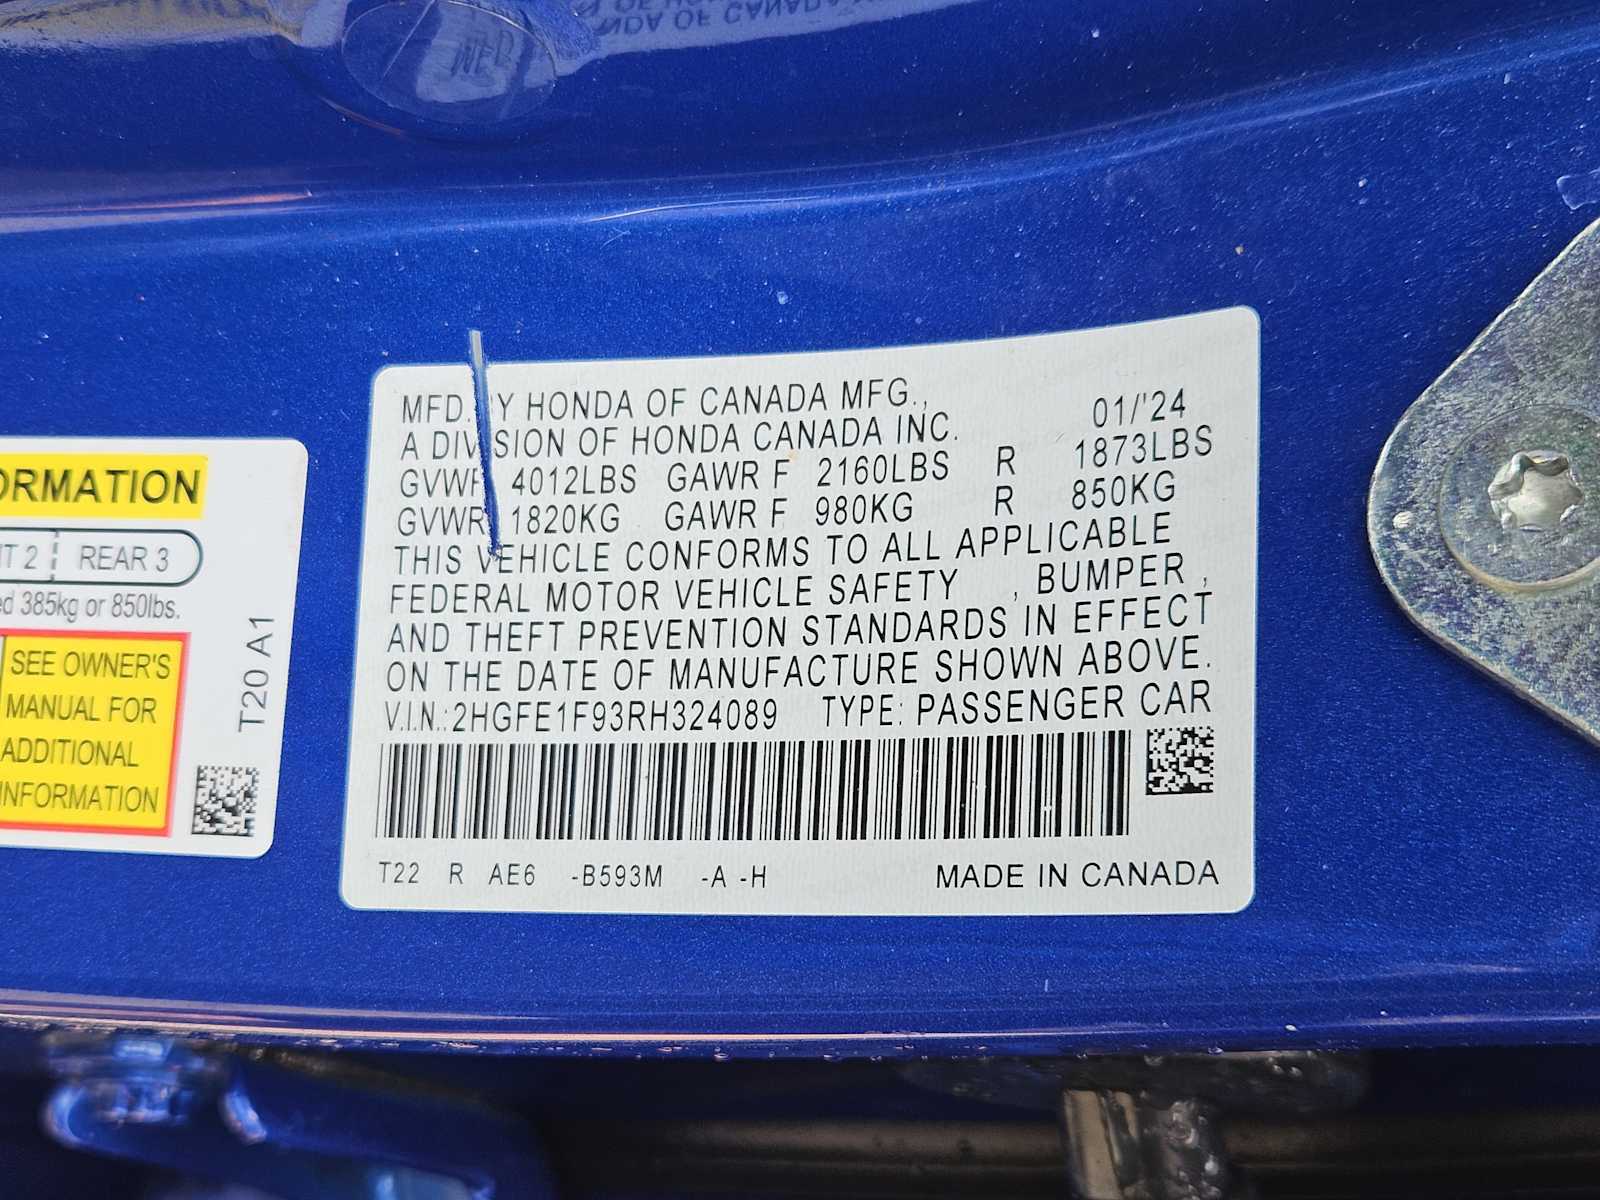 MFD. BY HONDA OF CANADA MFG.,
A DIVISION OF HONDA CANADA INC. 01/'24
GVWR 4012LBS GAWR F 2160LBS R 1873LBS
GVWR 1820KG GAWR F 980KG R 850KG
THIS VEHICLE CONFORMS TO ALL APPLICABLE
FEDERAL MOTOR VEHICLE SAFETY , BUMPER ,
AND THEFT PREVENTION STANDARDS IN EFFECT
ON THE DATE OF MANUFACTURE SHOWN ABOVE.
V.I.N.:2HGFE1F93RH324089 TYPE: PASSENGER CAR
T22 R AE6 -B593M -A -H MADE IN CANADA
ORMATION
T 2 REAR 3
ed 385kg or 850lbs.
SEE OWNER'S
MANUAL FOR
ADDITIONAL
INFORMATION
T20 A1